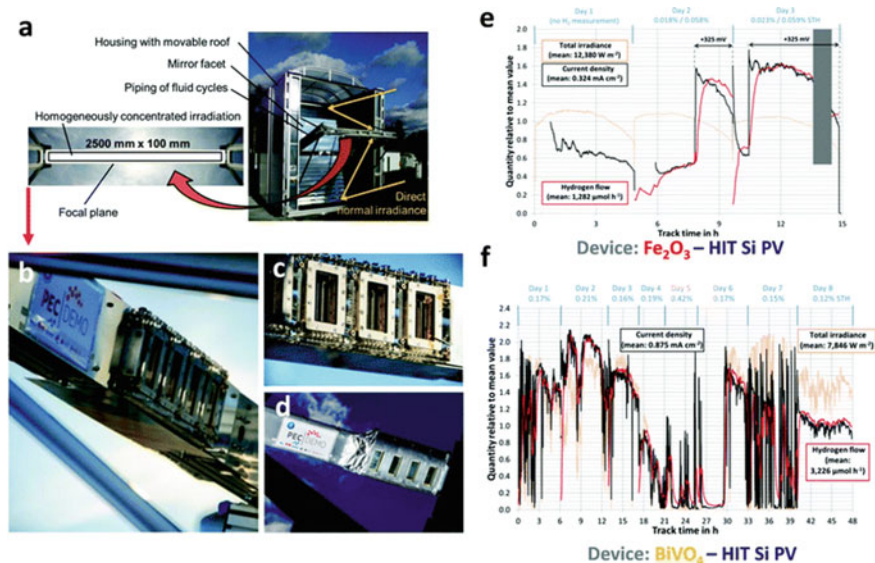 a
Housing with movable roof
Mirror facet
Piping of fluid cycles
Homogeneously concentrated irradiation
2500 mm x 100 mm
Focal plane
Direct
normal irradiance
b
PEC DEMO
c
d
PEC DEMO
e
Day 1
(no H₂ measurement)
Day 2
0.018% / 0.058%
Day 3
0.023% / 0.059% STH
Total irradiance
(mean: 12,380 W m⁻²)
Current density
(mean: 0.324 mA cm⁻²)
+325 mV
+325 mV
Hydrogen flow
(mean: 1,282 µmol h⁻¹)
Quantity relative to mean value
2.0
1.8
1.6
1.4
1.2
1.0
0.8
0.6
0.4
0.2
0.0
0
3
6
9
12
15
Track time in h
Device: Fe₂O₃ – HIT Si PV
f
Day 1
0.17%
Day 2
0.21%
Day 3
0.16%
Day 4
0.19%
Day 5
0.42%
Day 6
0.17%
Day 7
0.15%
Day 8
0.12% STH
Current density
(mean: 0.875 mA cm⁻²)
Total irradiance
(mean: 7,846 W m⁻²)
Hydrogen flow
(mean:
3,226 µmol h⁻¹)
Quantity relative to mean value
2.4
2.2
2.0
1.8
1.6
1.4
1.2
1.0
0.8
0.6
0.4
0.2
0.0
0
3
6
9
12
15
18
21
24
27
30
33
36
39
42
45
48
Track time in h
Device: BiVO₄ – HIT Si PV